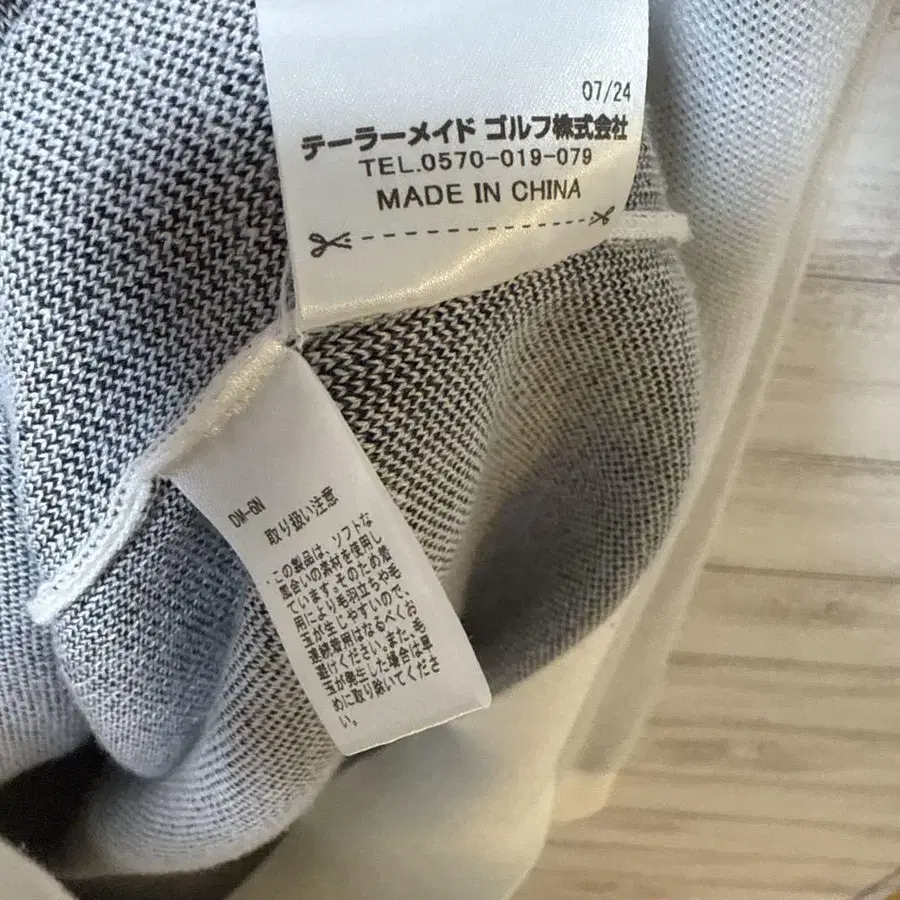 07/24
テーラーメイド ゴルフ株式会社
TEL.0570-019-079
MADE IN CHINA
DM-6N
取り扱い注意
この製品は、ソフトな
風合いの素材を使用し
ています。そのため着
用により毛羽立ちや毛
玉が生じやすいので、
連続着用はなるべくお
避けください。また、毛
玉が発生した場合は早
めに取り除いてくださ
い。